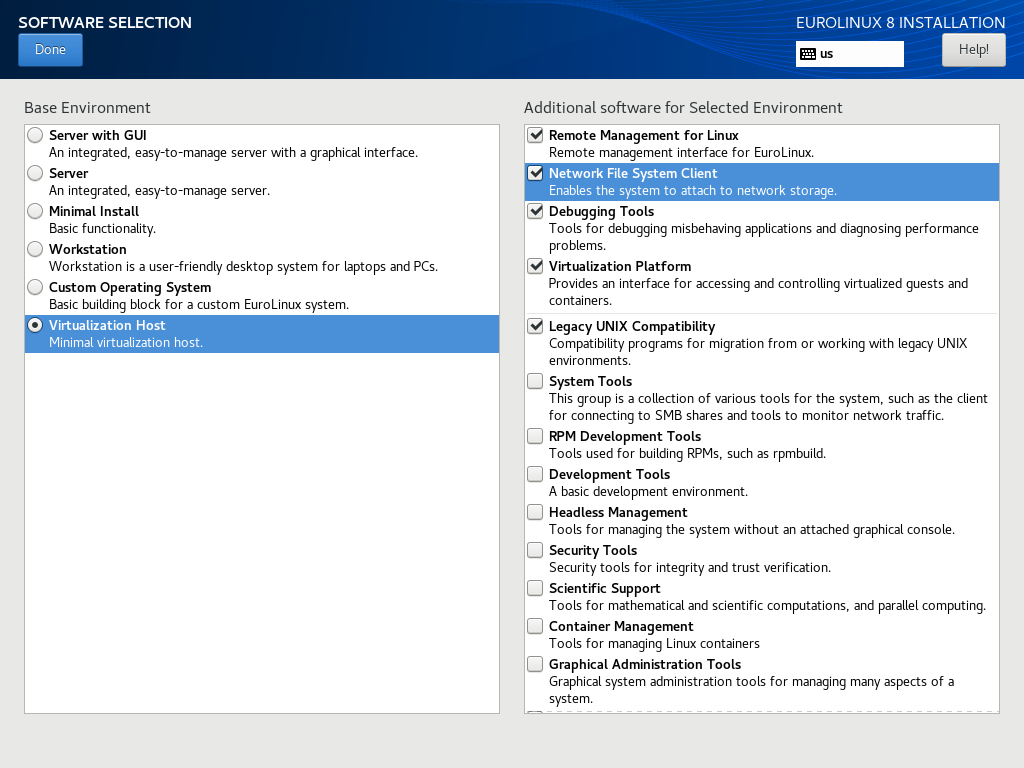 SOFTWARE SELECTION
EUROLINUX 8 INSTALLATION
Done
us
Help!
Base Environment
Server with GUI
An integrated, easy-to-manage server with a graphical interface.
Server
An integrated, easy-to-manage server.
Minimal Install
Basic functionality.
Workstation
Workstation is a user-friendly desktop system for laptops and PCs.
Custom Operating System
Basic building block for a custom EuroLinux system.
Virtualization Host
Minimal virtualization host.
Additional software for Selected Environment
Remote Management for Linux
Remote management interface for EuroLinux.
Network File System Client
Enables the system to attach to network storage.
Debugging Tools
Tools for debugging misbehaving applications and diagnosing performance
problems.
Virtualization Platform
Provides an interface for accessing and controlling virtualized guests and
containers.
Legacy UNIX Compatibility
Compatibility programs for migration from or working with legacy UNIX
environments.
System Tools
This group is a collection of various tools for the system, such as the client
for connecting to SMB shares and tools to monitor network traffic.
RPM Development Tools
Tools used for building RPMs, such as rpmbuild.
Development Tools
A basic development environment.
Headless Management
Tools for managing the system without an attached graphical console.
Security Tools
Security tools for integrity and trust verification.
Scientific Support
Tools for mathematical and scientific computations, and parallel computing.
Container Management
Tools for managing Linux containers
Graphical Administration Tools
Graphical system administration tools for managing many aspects of a
system.